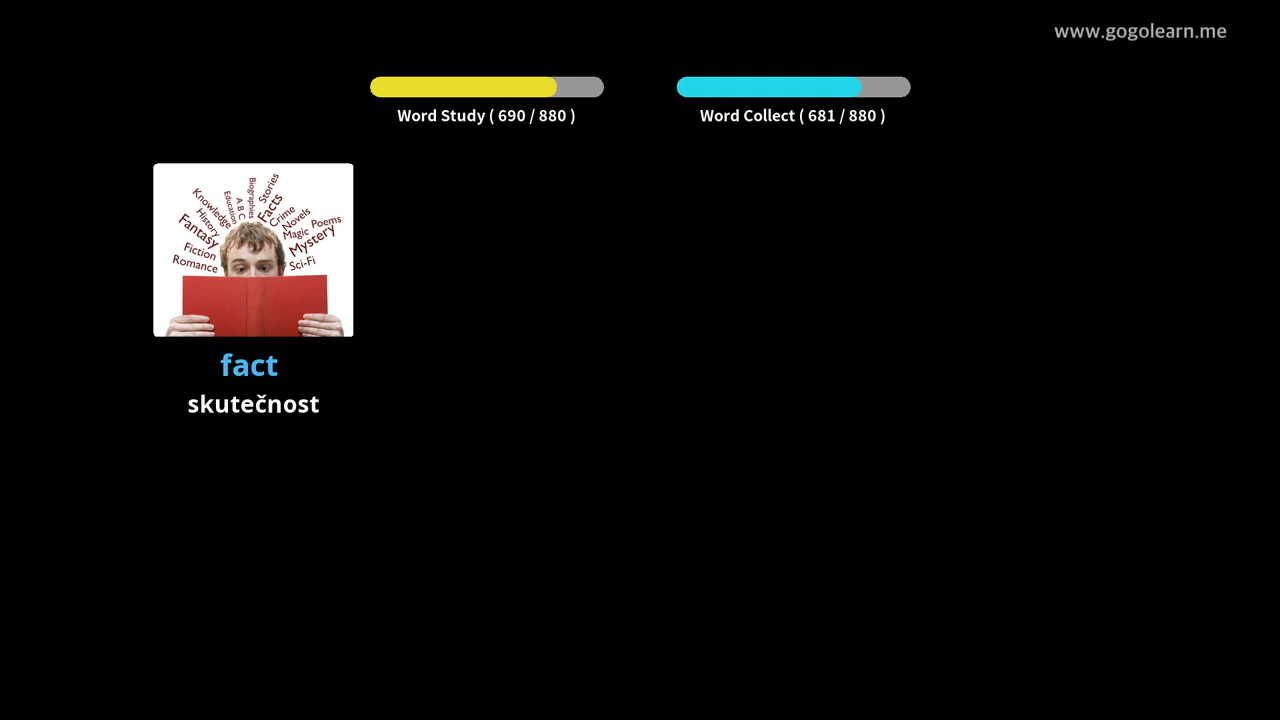 www.gogolearn.me
Word Study ( 690 / 880 )
Word Collect ( 681 / 880 )
Biographies
Stories
Knowledge
Education
A B C
Facts
History
Crime
Novels
Fantasy
Magic
Poems
Fiction
Mystery
Romance
Sci-Fi
fact
skutečnost